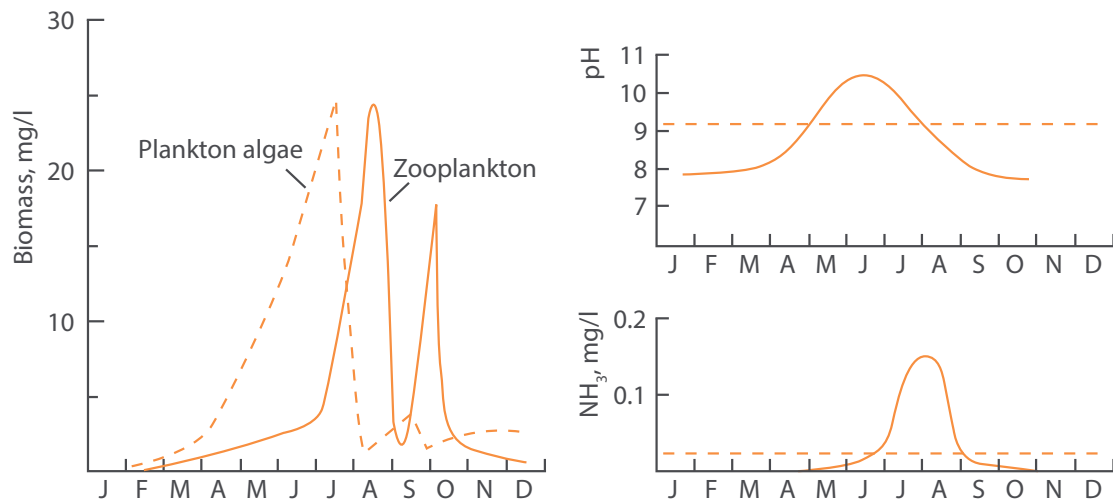 30
20
10
Biomass, mg/l
Plankton algae
Zooplankton
J F M A M J J A S O N D
11
10
9
8
7
pH
J F M A M J J A S O N D
0.2
0.1
NH₃, mg/l
J F M A M J J A S O N D